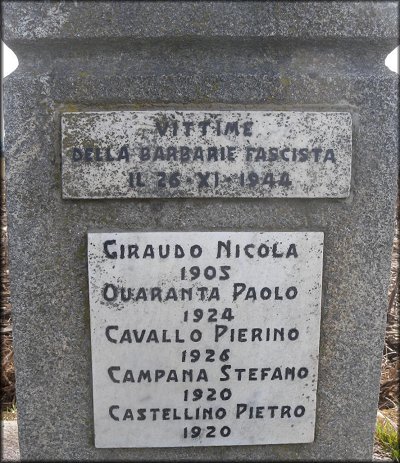 VITTIME
DELLA BARBARIE FASCISTA
IL 26-XI-1944
GIRAUDO NICOLA
1905
QUARANTA PAOLO
1924
CAVALLO PIERINO
1926
CAMPANA STEFANO
1920
CASTELLINO PIETRO
1920